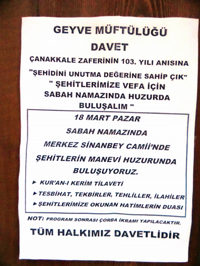 GEYVE MÜFTÜLÜĞÜ
DAVET
ÇANAKKALE ZAFERİNİN 103. YILI ANISINA
"ŞEHİDİNİ UNUTMA DEĞERİNE SAHİP ÇIK"
" ŞEHİTLERİMİZE VEFA İÇİN
SABAH NAMAZINDA HUZURDA
BULUŞALIM "
18 MART PAZAR
SABAH NAMAZINDA
MERKEZ SİNANBEY CAMİİ'NDE
ŞEHİTLERİN MANEVİ HUZURUNDA
BULUŞUYORUZ.
► KUR'AN-I KERİM TİLAVETİ
► TESBİHAT, TEKBİRLER, TEHLİLLER, İLAHİLER
► ŞEHİTLERİMİZE OKUNAN HATİMLERİN DUASI
NOT: PROGRAM SONRASI ÇORBA İKRAMI YAPILACAKTIR.
TÜM HALKIMIZ DAVETLİDİR